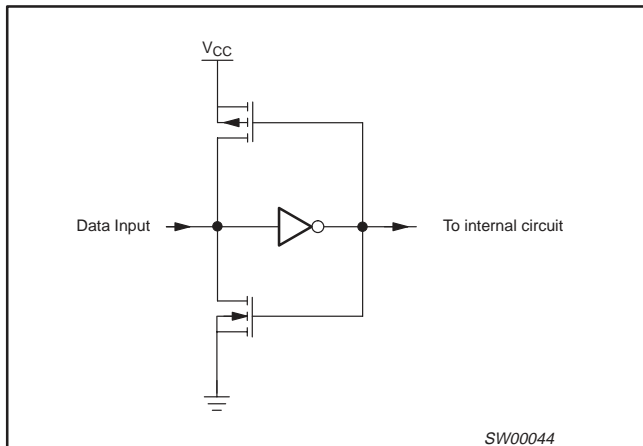 VCC
Data Input
To internal circuit
SW00044